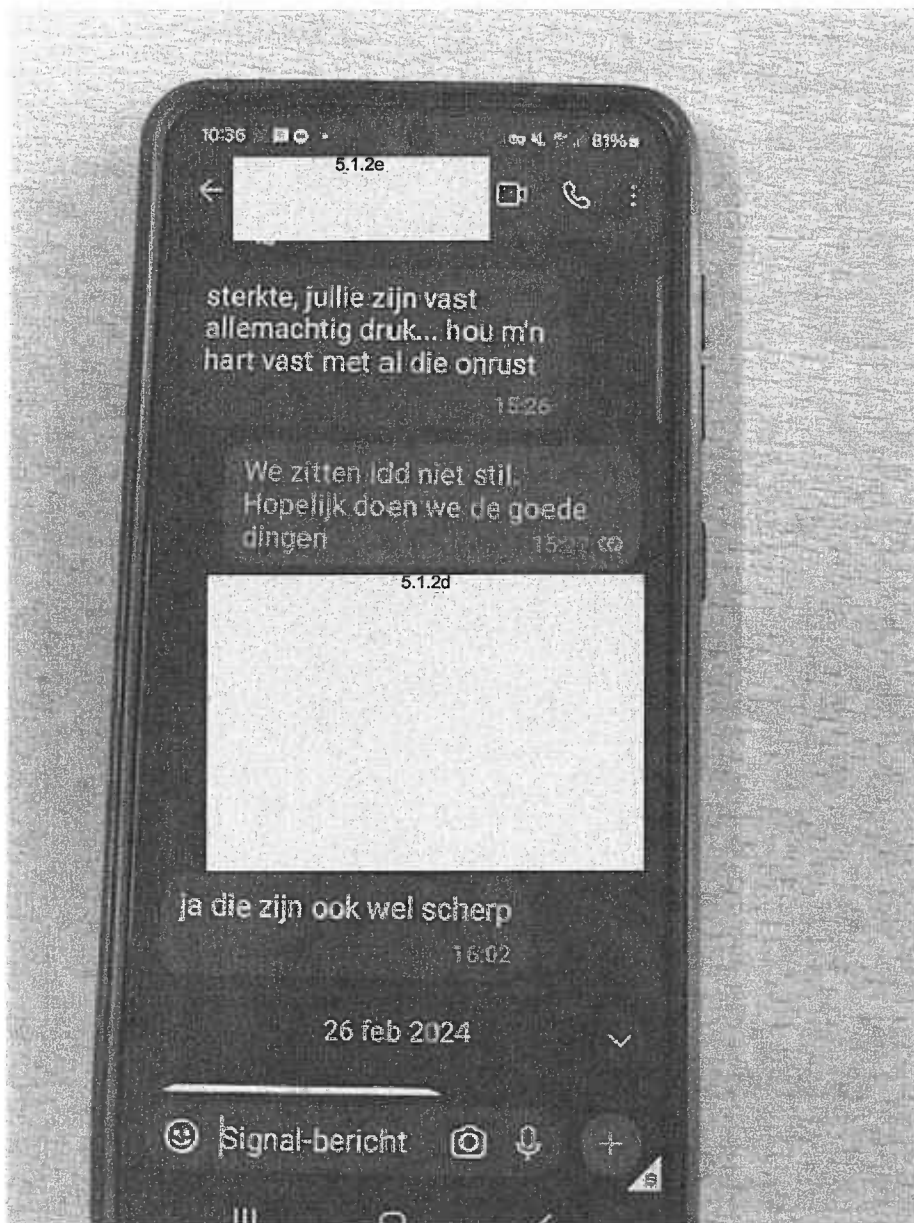 10:36
81%
5.1.2e
sterkte, jullie zijn vast
allemachtig druk... hou m'n
hart vast met al die onrust
15:26
We zitten idd niet stil.
Hopelijk doen we de goede
dingen
5.1.2d
ja die zijn ook wel scherp
16:02
26 feb 2024
Signal-bericht